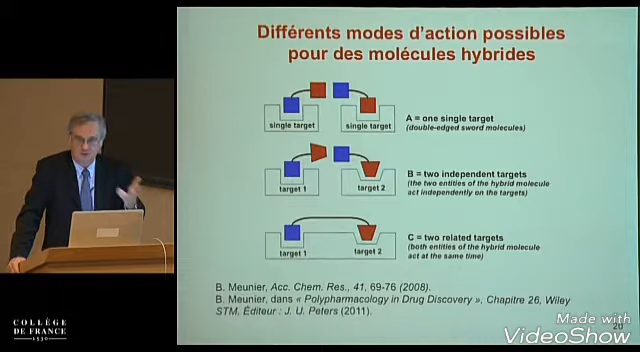 Différents modes d'action possibles
pour des molécules hybrides
single target
single target
A = one single target
(double-edged sword molecules)
target 1
target 2
B = two independent targets
(the two entities of the hybrid molecule
act independently on the targets)
target 1
target 2
C = two related targets
(both entities of the hybrid molecule
act at the same time)
B. Meunier, Acc. Chem. Res., 41, 69-76 (2008).
B. Meunier, dans « Polypharmacology in Drug Discovery », Chapitre 26, Wiley
STM, Éditeur : J. U. Peters (2011).
COLLÈGE
DE FRANCE
1530
20
Made with
VideoShow